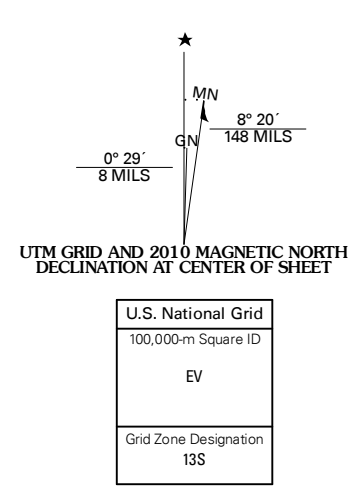 ★
MN
GN
8° 20´
148 MILS
0° 29´
8 MILS
UTM GRID AND 2010 MAGNETIC NORTH
DECLINATION AT CENTER OF SHEET
U.S. National Grid
100,000-m Square ID
EV
Grid Zone Designation
13S